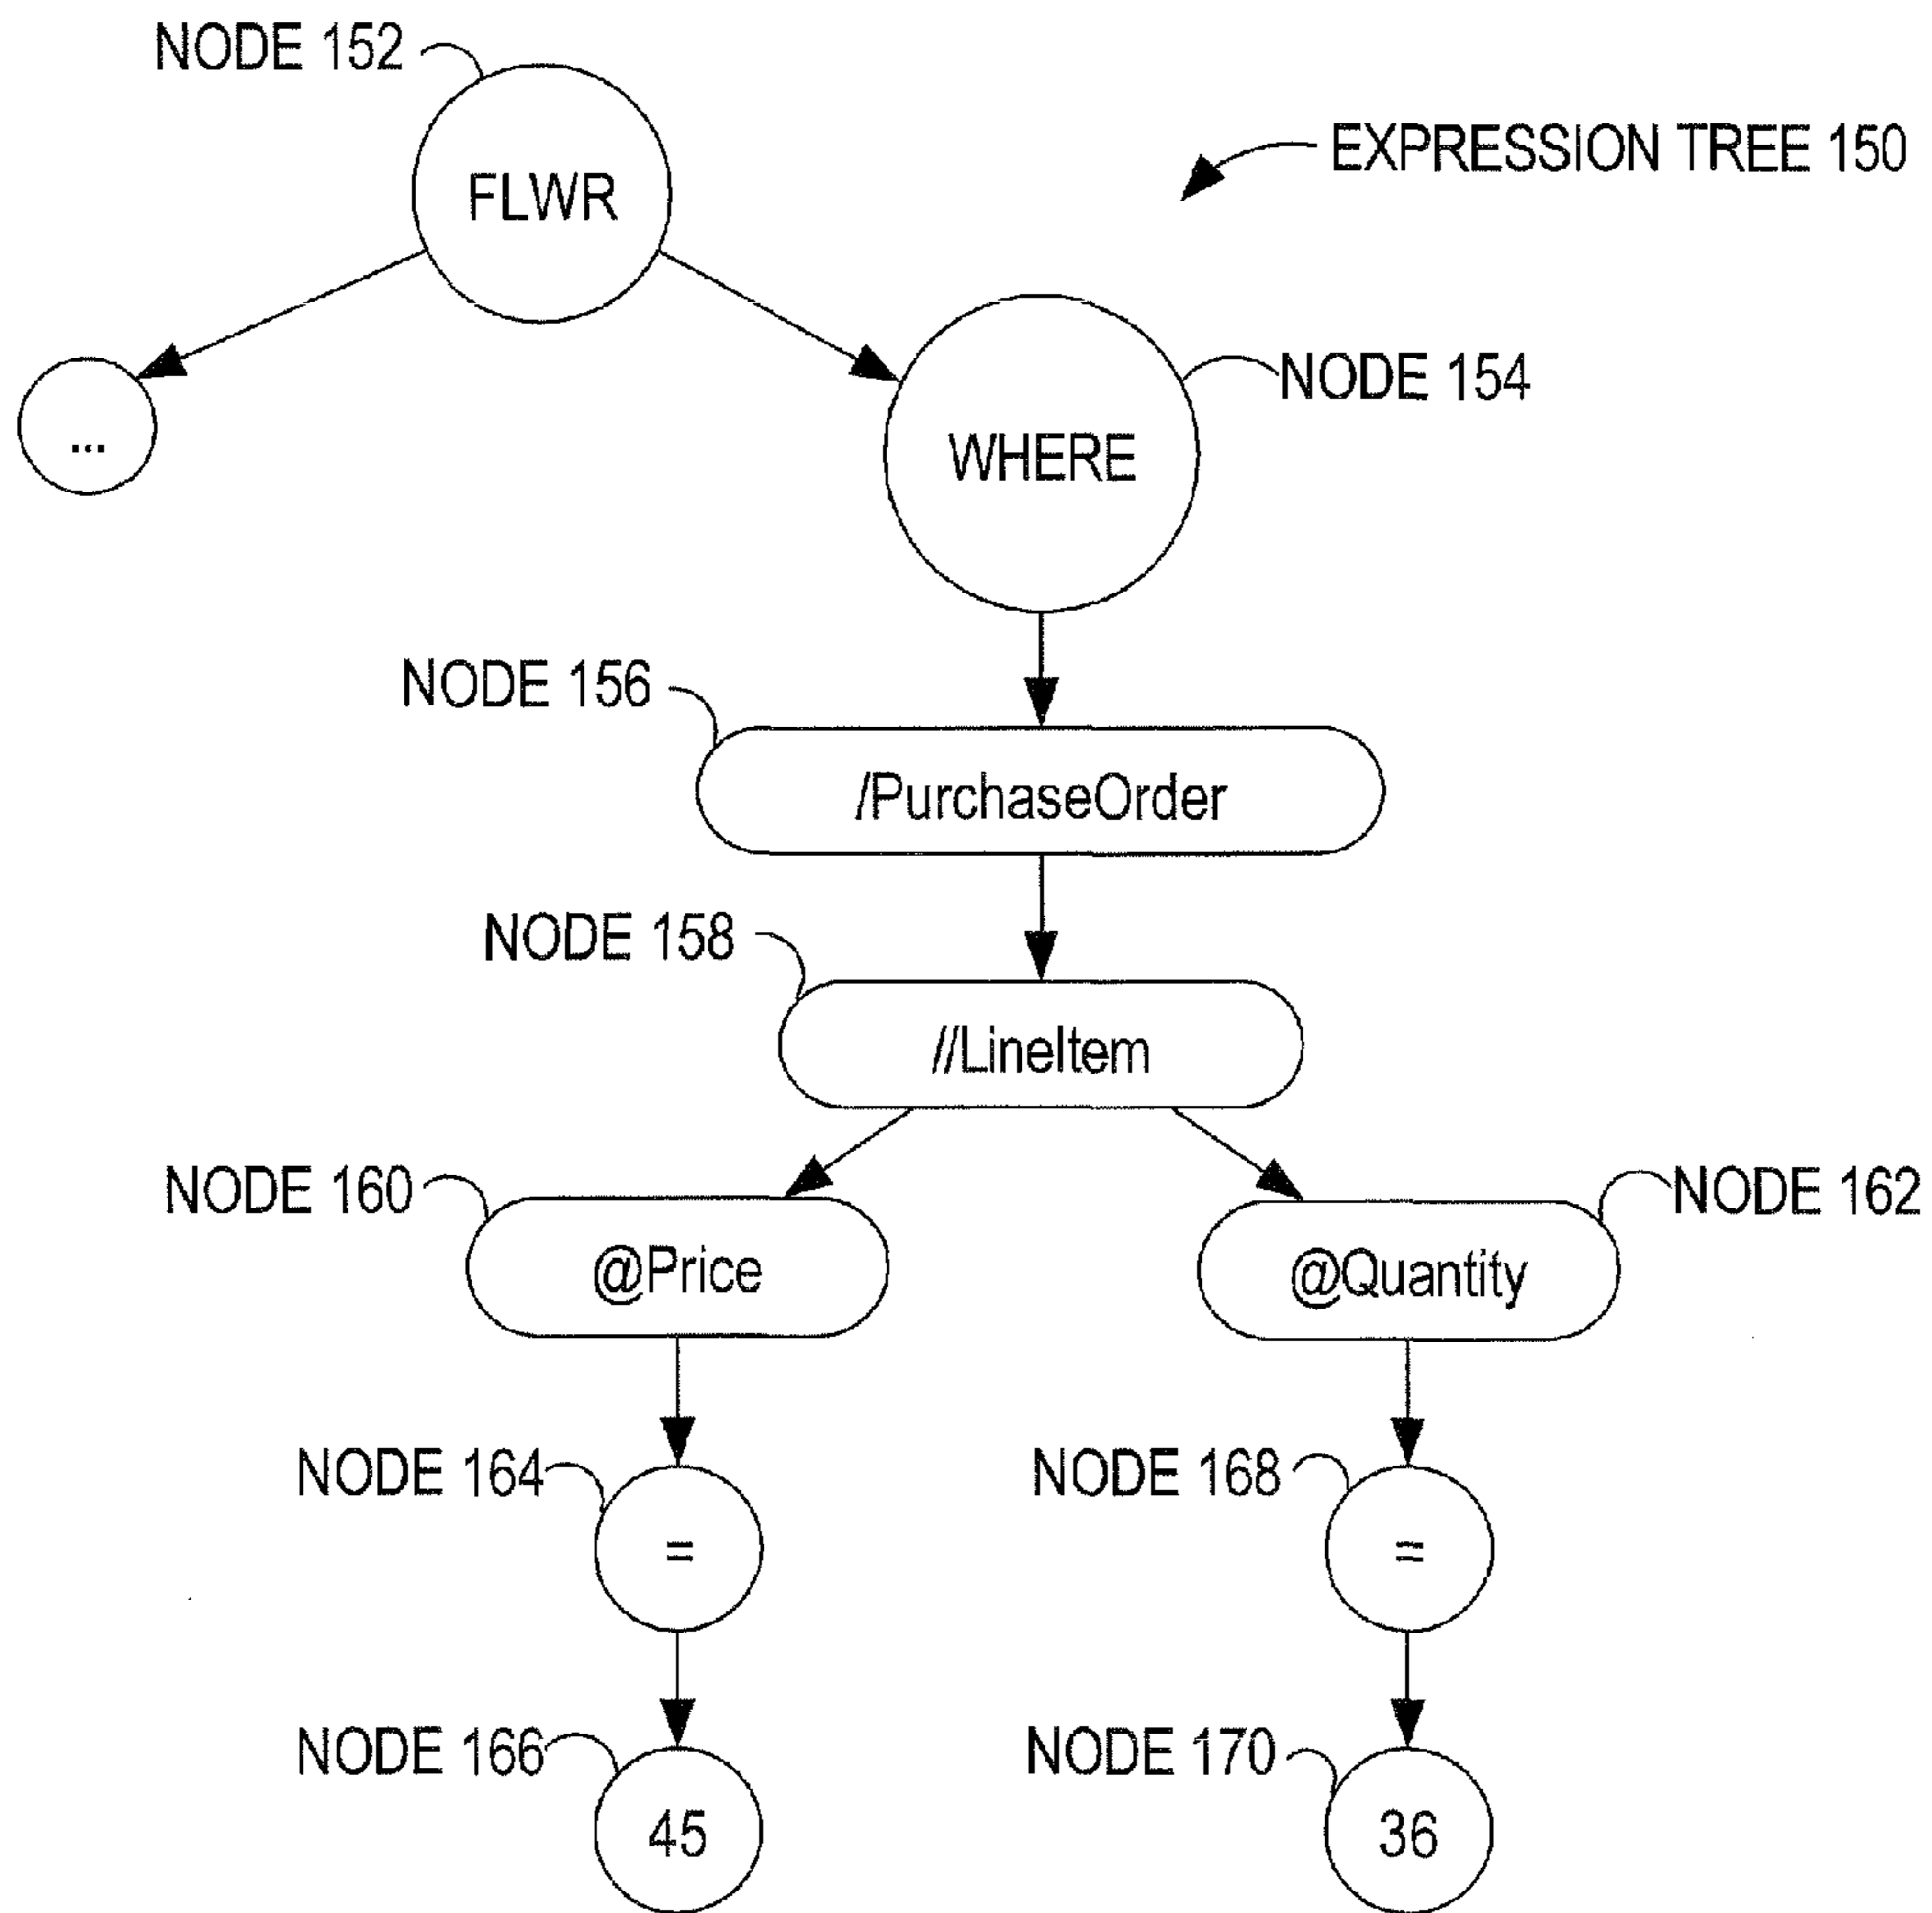 NODE 152
EXPRESSION TREE 150
FLWR
...
NODE 154
WHERE
NODE 156
/PurchaseOrder
NODE 158
//LineItem
NODE 160
NODE 162
@Price
@Quantity
NODE 164
NODE 168
=
=
NODE 166
NODE 170
45
36